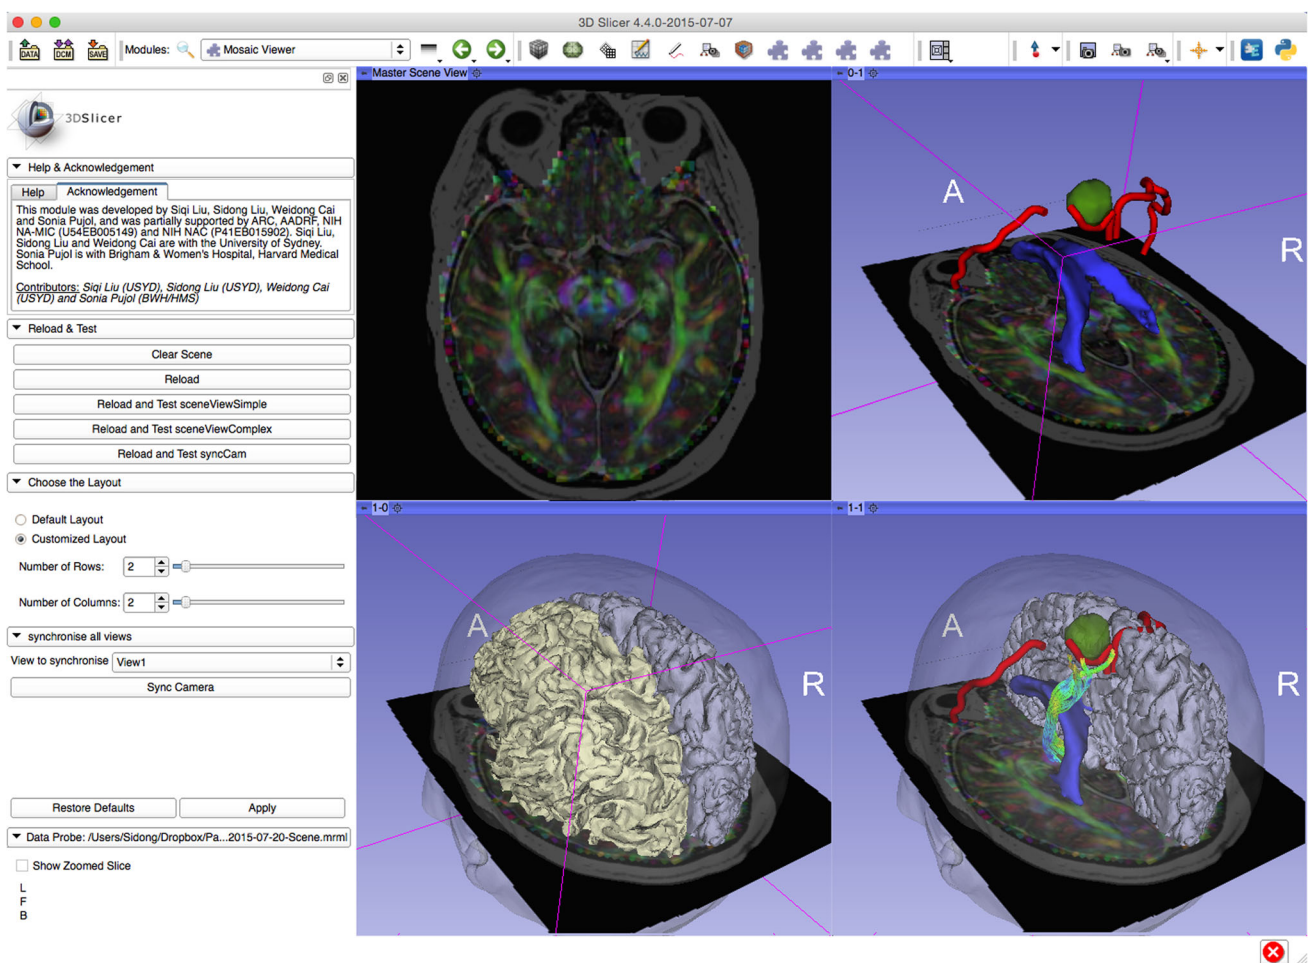 3D Slicer 4.4.0-2015-07-07
DATA
DCM
SAVE
Modules:
Mosaic Viewer
3DSlicer
Help & Acknowledgement
Help
Acknowledgement
This module was developed by Siqi Liu, Sidong Liu, Weidong Cai
and Sonia Pujol, and was partially supported by ARC, AADRF, NIH
NA-MIC (U54EB005149) and NIH NAC (P41EB015902). Siqi Liu,
Sidong Liu and Weidong Cai are with the University of Sydney.
Sonia Pujol is with Brigham & Women's Hospital, Harvard Medical
School.
Contributors: Siqi Liu (USYD), Sidong Liu (USYD), Weidong Cai
(USYD) and Sonia Pujol (BWH/HMS)
Reload & Test
Clear Scene
Reload
Reload and Test sceneViewSimple
Reload and Test sceneViewComplex
Reload and Test syncCam
Choose the Layout
Default Layout
Customized Layout
Number of Rows: 2
Number of Columns: 2
synchronise all views
View to synchronise View1
Sync Camera
Restore Defaults
Apply
Data Probe: /Users/Sidong/Dropbox/Pa...2015-07-20-Scene.mrml
Show Zoomed Slice
L
F
B
Master Scene View
0-1
A
R
1-0
A
R
1-1
A
R